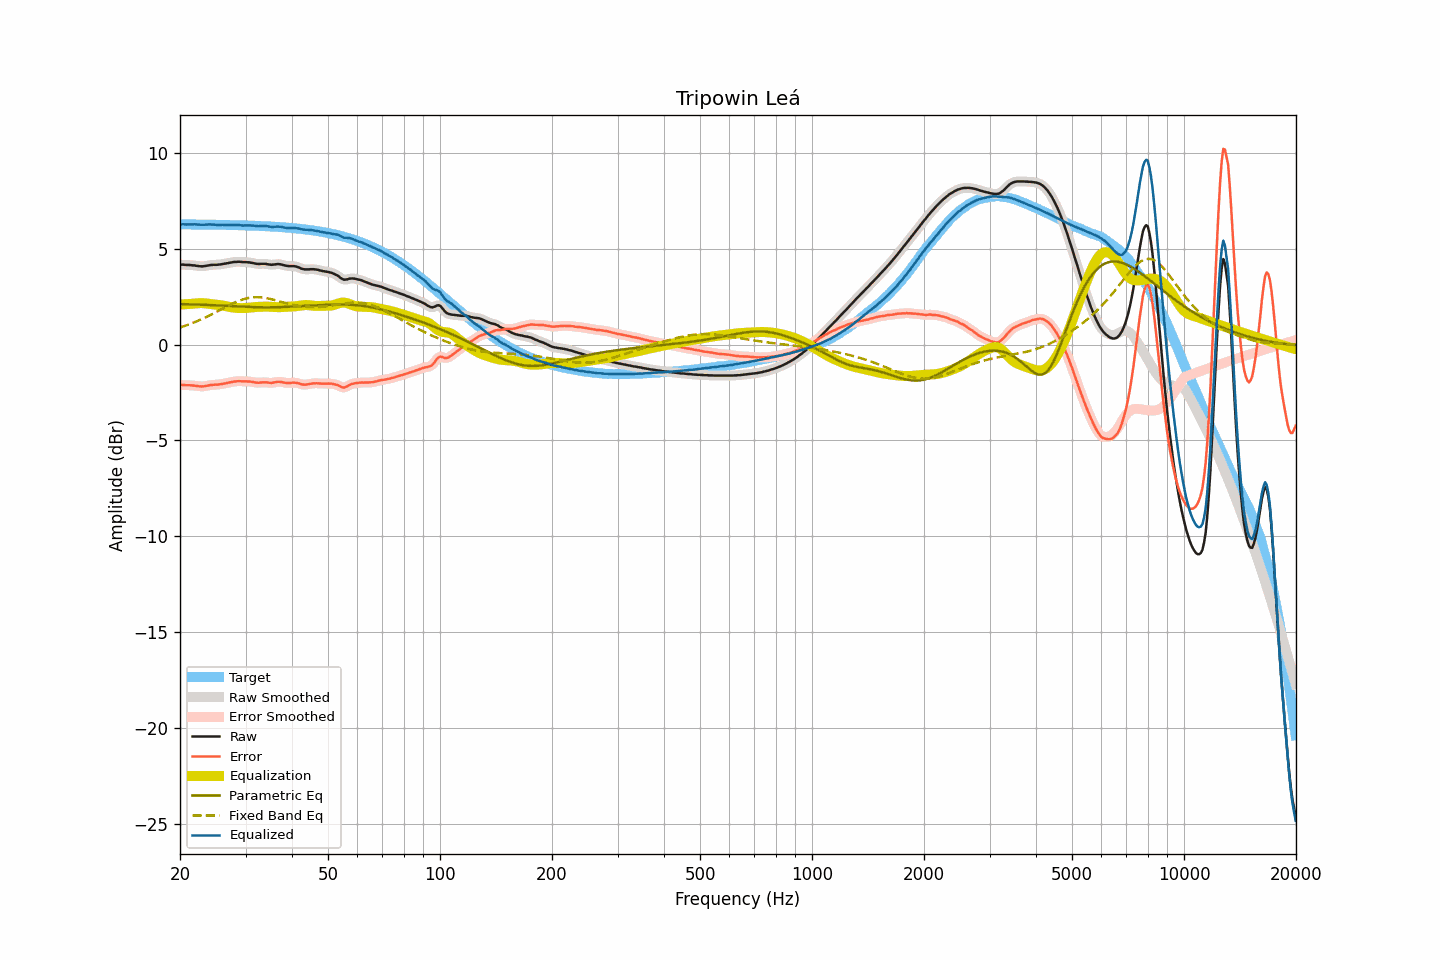 Tripowin Leá
10
5
0
−5
−10
−15
−20
−25
Amplitude (dBr)
Target
Raw Smoothed
Error Smoothed
Raw
Error
Equalization
Parametric Eq
Fixed Band Eq
Equalized
20 50 100 200 500 1000 2000 5000 10000 20000
Frequency (Hz)